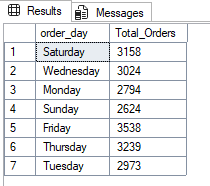 Results Messages
order_day Total_Orders
1 Saturday 3158
2 Wednesday 3024
3 Monday 2794
4 Sunday 2624
5 Friday 3538
6 Thursday 3239
7 Tuesday 2973